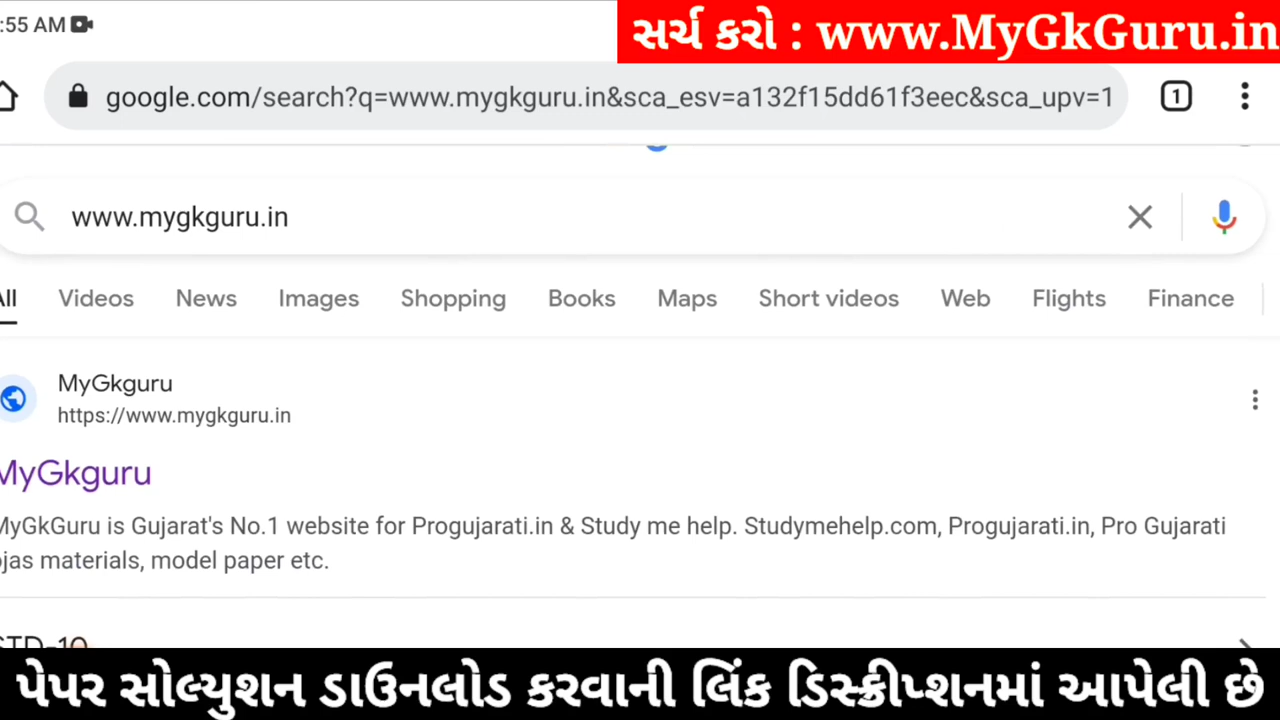 :55 AM
સર્ચ કરો : www.MyGkGuru.in
google.com/search?q=www.mygkguru.in&sca_esv=a132f15dd61f3eec&sca_upv=1
1
www.mygkguru.in
All Videos News Images Shopping Books Maps Short videos Web Flights Finance
MyGkguru
https://www.mygkguru.in
MyGkguru
MyGkGuru is Gujarat's No.1 website for Progujarati.in & Study me help. Studymehelp.com, Progujarati.in, Pro Gujarati
ojas materials, model paper etc.
STD-10
પેપર સોલ્યુશન ડાઉનલોડ કરવાની લિંક ડિસ્ક્રીપ્શનમાં આપેલી છે